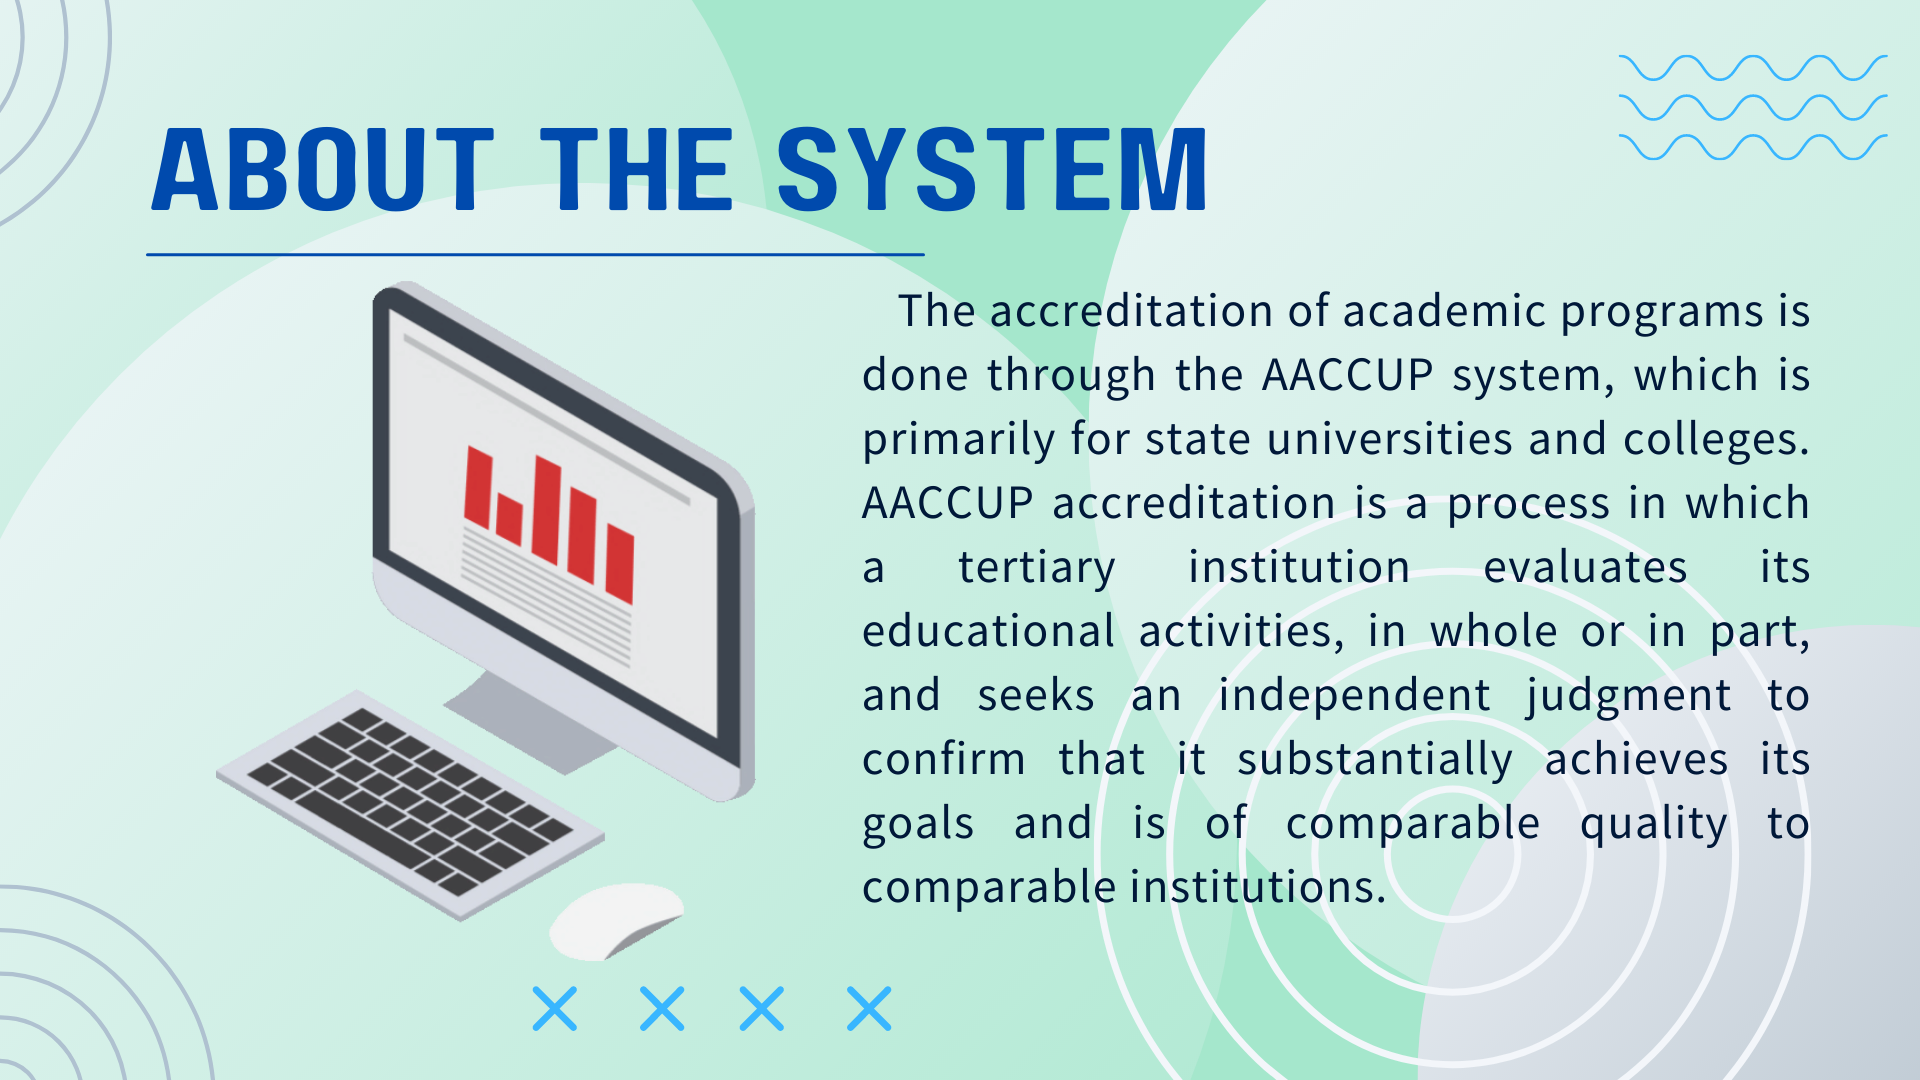 ABOUT THE SYSTEM
The accreditation of academic programs is
done through the AACCUP system, which is
primarily for state universities and colleges.
AACCUP accreditation is a process in which
a tertiary institution evaluates its
educational activities, in whole or in part,
and seeks an independent judgment to
confirm that it substantially achieves its
goals and is of comparable quality to
comparable institutions.